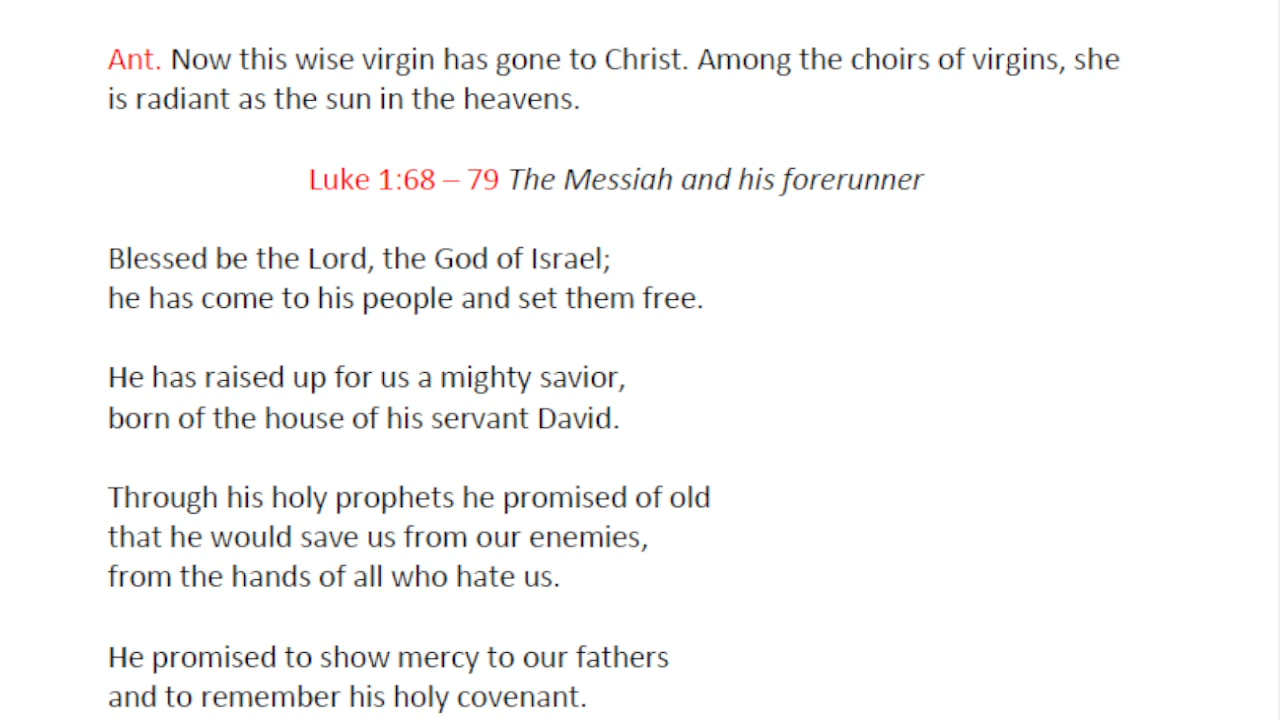 Ant. Now this wise virgin has gone to Christ. Among the choirs of virgins, she
is radiant as the sun in the heavens.
Luke 1:68 – 79 The Messiah and his forerunner
Blessed be the Lord, the God of Israel;
he has come to his people and set them free.
He has raised up for us a mighty savior,
born of the house of his servant David.
Through his holy prophets he promised of old
that he would save us from our enemies,
from the hands of all who hate us.
He promised to show mercy to our fathers
and to remember his holy covenant.